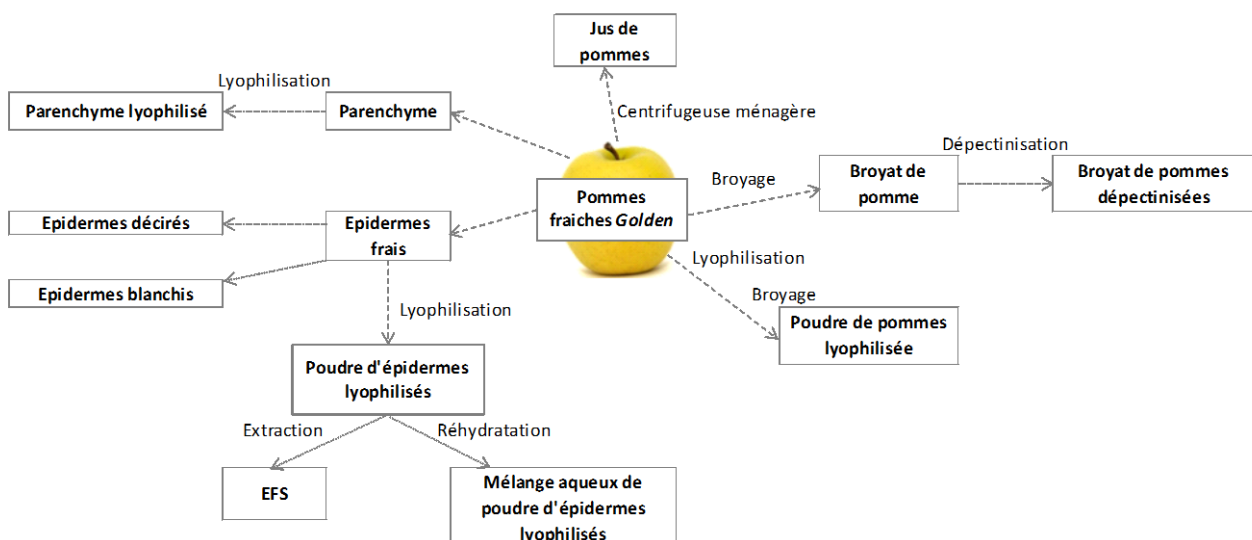 Jus de
pommes
Lyophilisation
Parenchyme lyophilisé
Parenchyme
Centrifugeuse ménagère
Dépectinisation
Broyage
Broyat de
pomme
Broyat de pommes
dépectinisées
Pommes
fraiches Golden
Epidermes décirés
Epidermes
frais
Epidermes blanchis
Lyophilisation
Broyage
Lyophilisation
Poudre de pommes
lyophilisée
Poudre d'épidermes
lyophilisés
Extraction
Réhydratation
EFS
Mélange aqueux de
poudre d'épidermes
lyophilisés